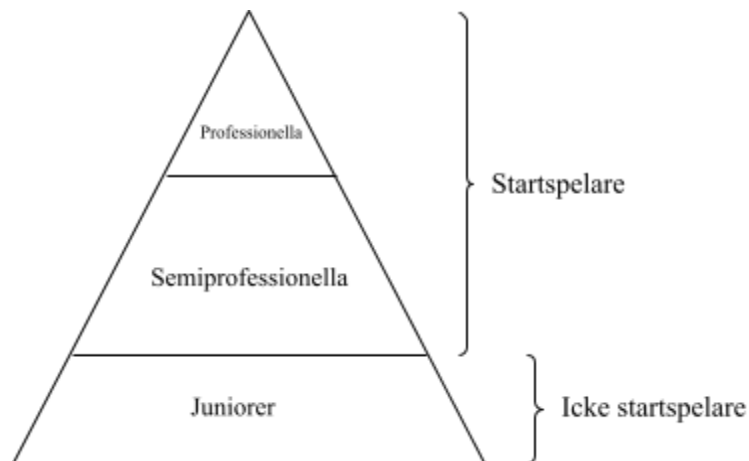 Professionella
Startspelare
Semiprofessionella
Juniorer
Icke startspelare